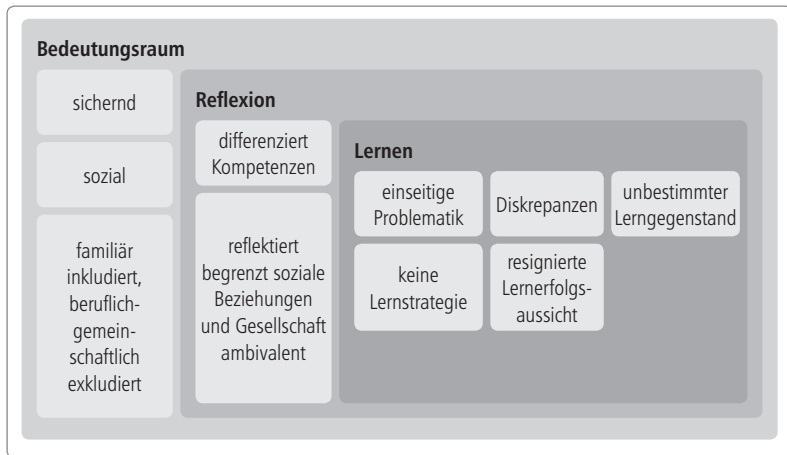 Bedeutungsraum
sichernd
sozial
familiär
inkludiert,
beruflich-
gemein-
schaftlich
exkludiert
Reflexion
differenziert
Kompetenzen
reflektiert
begrenzt soziale
Beziehungen
und Gesellschaft
ambivalent
Lernen
einseitige
Problematik
Diskrepanzen
unbestimmter
Lerngegenstand
keine
Lernstrategie
resignierte
Lernerfolgs-
aussicht